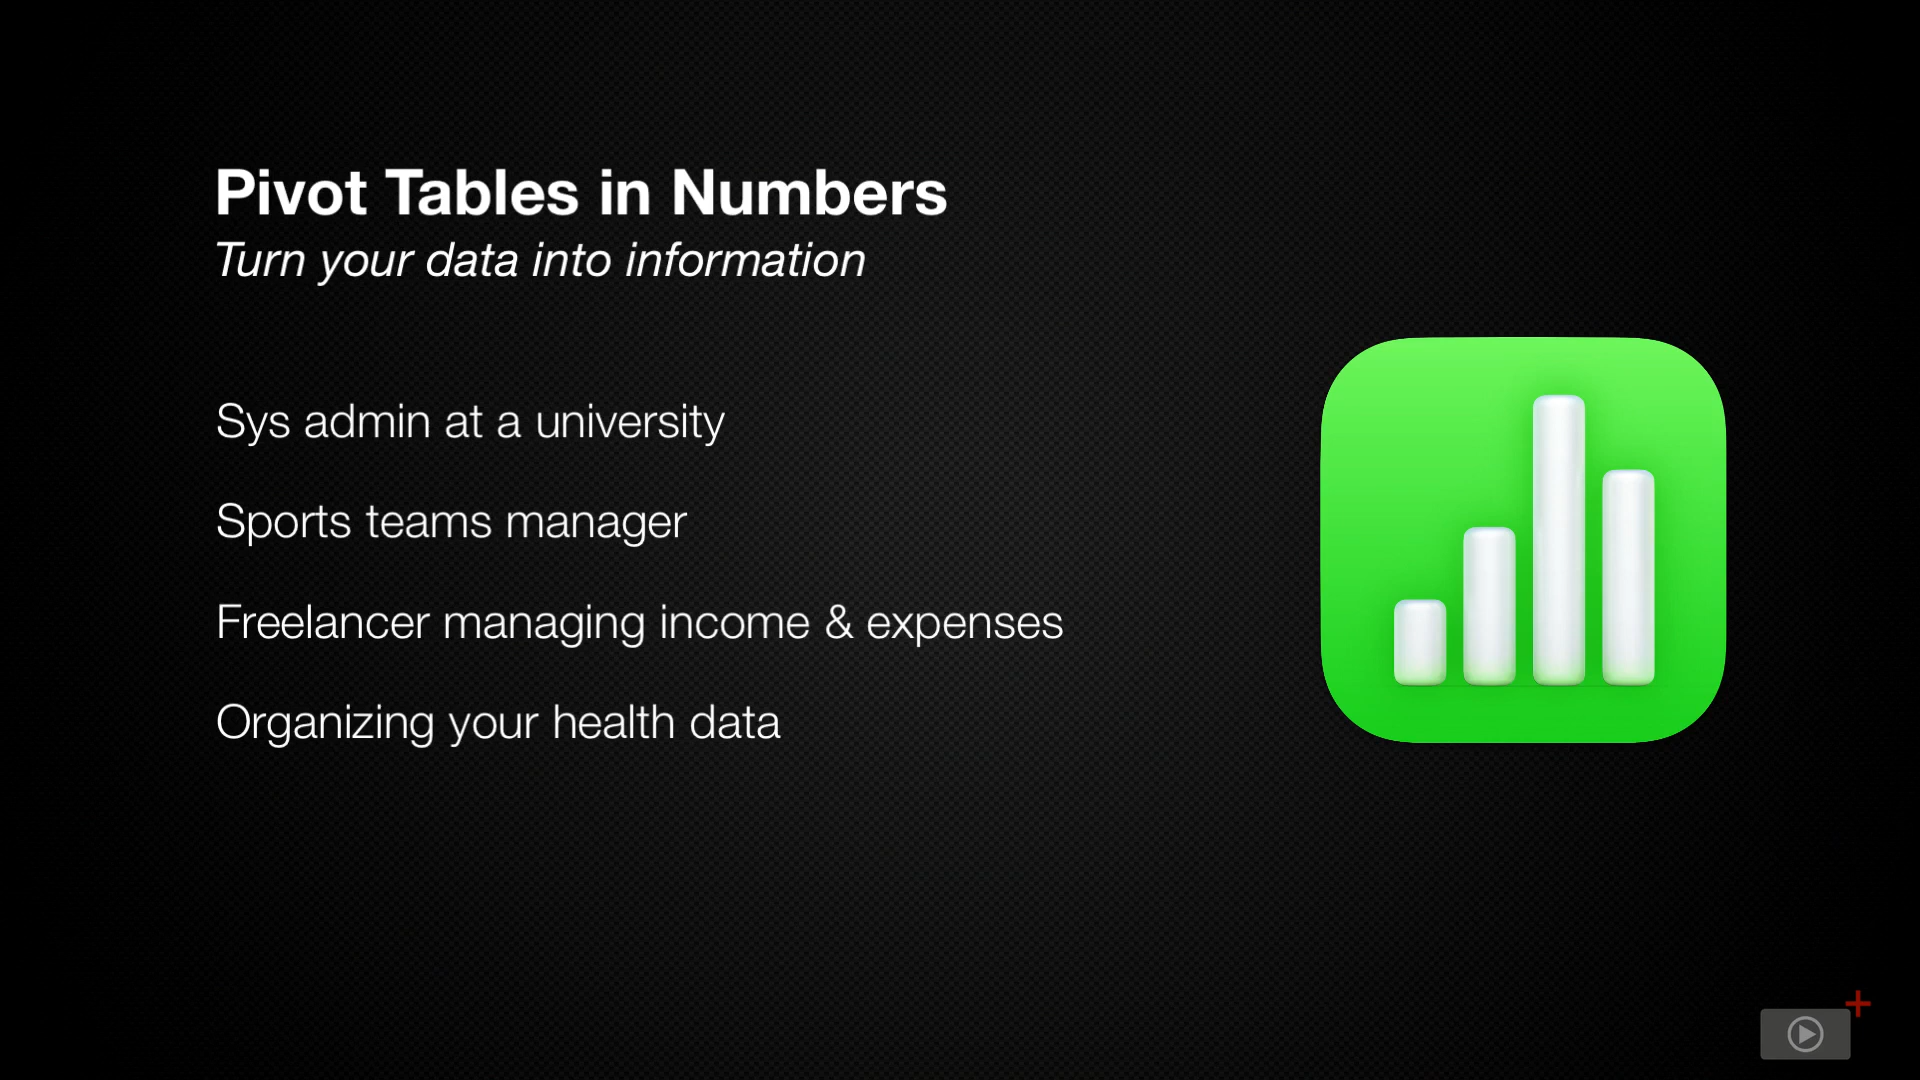 Pivot Tables in Numbers
Turn your data into information
Sys admin at a university
Sports teams manager
Freelancer managing income & expenses
Organizing your health data